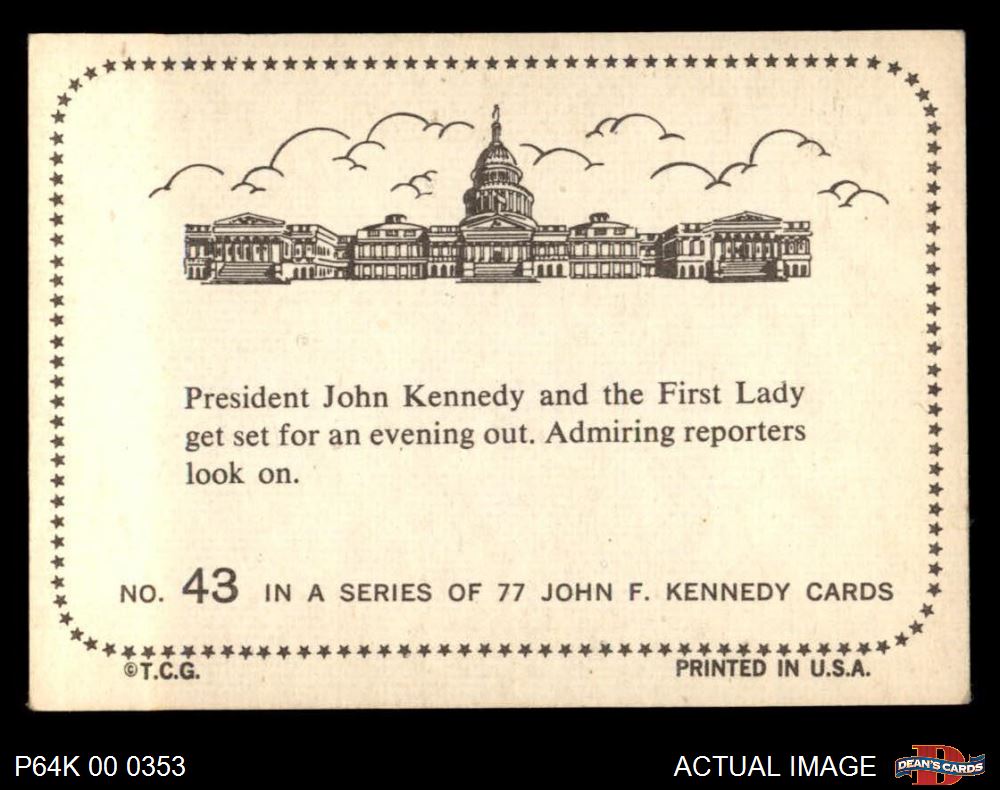 President John Kennedy and the First Lady
get set for an evening out. Admiring reporters
look on.
NO. 43 IN A SERIES OF 77 JOHN F. KENNEDY CARDS
©T.C.G.
PRINTED IN U.S.A.
P64K 00 0353
ACTUAL IMAGE
D
DEAN'S CARDS